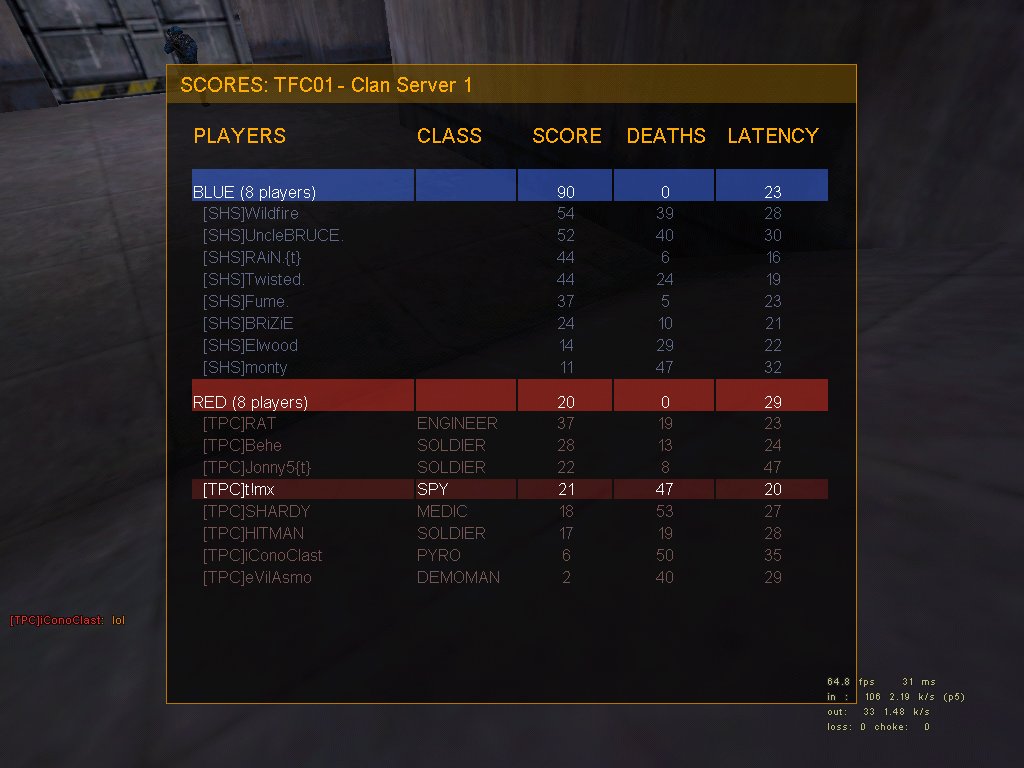 SCORES: TFC01 - Clan Server 1
PLAYERS CLASS SCORE DEATHS LATENCY
BLUE (8 players) 90 0 23
[SHS]Wildfire 54 39 28
[SHS]UncleBRUCE. 52 40 30
[SHS]RAiN.{t} 44 6 16
[SHS]Twisted. 44 24 19
[SHS]Fume. 37 5 23
[SHS]BRiZiE 24 10 21
[SHS]Elwood 14 29 22
[SHS]monty 11 47 32
RED (8 players) 20 0 29
[TPC]RAT ENGINEER 37 19 23
[TPC]Behe SOLDIER 28 13 24
[TPC]Jonny5{t} SOLDIER 22 8 47
[TPC]t!mx SPY 21 47 20
[TPC]SHARDY MEDIC 18 53 27
[TPC]HITMAN SOLDIER 17 19 28
[TPC]iConoClast PYRO 6 50 35
[TPC]eVilAsmo DEMOMAN 2 40 29
[TPC]iConoClast: lol
64.8 fps 31 ms
in : 106 2.19 k/s (p5)
out: 33 1.48 k/s
loss: 0 choke: 0